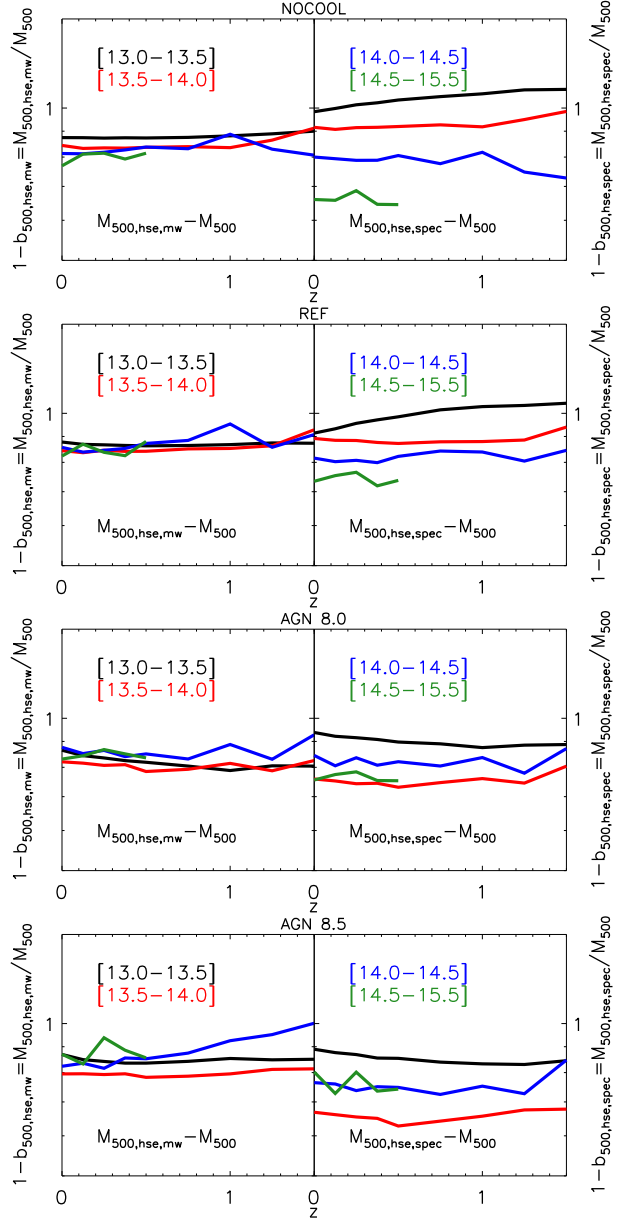 NOCOOL
1−b500,hse,mw=M500,hse,mw/M500
[13.0−13.5]
[13.5−14.0]
[14.0−14.5]
[14.5−15.5]
1−b500,hse,spec=M500,hse,spec/M500
1
1
M500,hse,mw−M500
M500,hse,spec−M500
0 1 0 1
z
REF
1−b500,hse,mw=M500,hse,mw/M500
[13.0−13.5]
[13.5−14.0]
[14.0−14.5]
[14.5−15.5]
1−b500,hse,spec=M500,hse,spec/M500
1
1
M500,hse,mw−M500
M500,hse,spec−M500
0 1 0 1
z
AGN 8.0
1−b500,hse,mw=M500,hse,mw/M500
[13.0−13.5]
[13.5−14.0]
[14.0−14.5]
[14.5−15.5]
1−b500,hse,spec=M500,hse,spec/M500
1
1
M500,hse,mw−M500
M500,hse,spec−M500
0 1 0 1
z
AGN 8.5
1−b500,hse,mw=M500,hse,mw/M500
[13.0−13.5]
[13.5−14.0]
[14.0−14.5]
[14.5−15.5]
1−b500,hse,spec=M500,hse,spec/M500
1
1
M500,hse,mw−M500
M500,hse,spec−M500
0 1 0 1
z